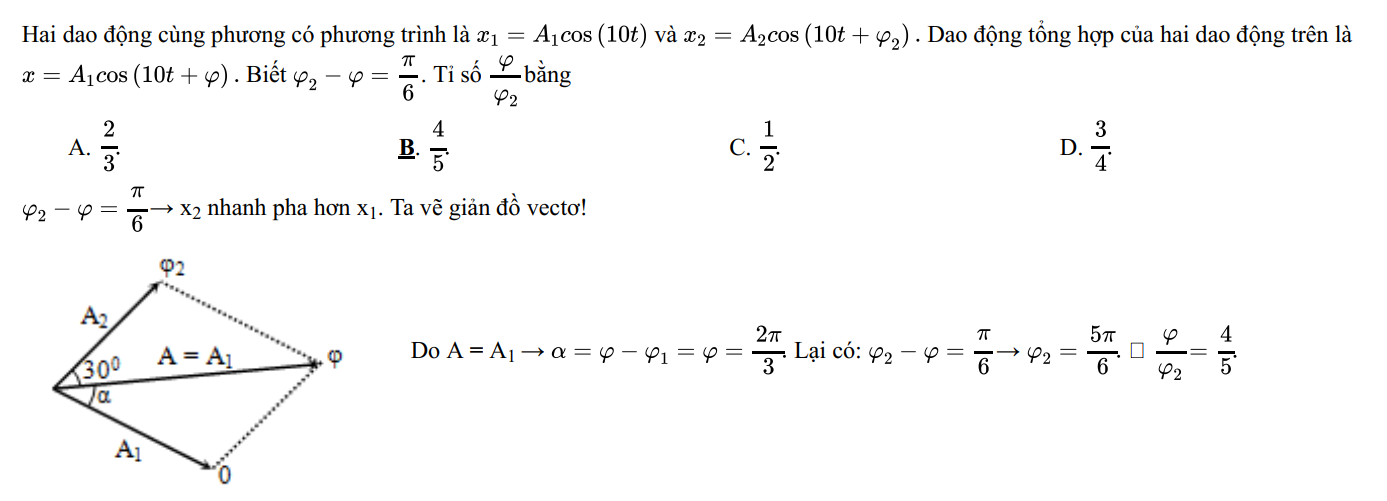 Hai dao động cùng phương có phương trình là x₁ = A₁cos (10t) và x₂ = A₂cos (10t + φ₂) . Dao động tổng hợp của hai dao động trên là
x = A₁cos (10t + φ) . Biết φ₂ − φ = π/6. Tỉ số φ/φ₂ bằng
A. 2/3. B. 4/5. C. 1/2. D. 3/4.
φ₂ − φ = π/6 → x₂ nhanh pha hơn x₁. Ta vẽ giản đồ vectơ!
φ2
A₂
30⁰ A = A₁ φ
α
A₁
0
Do A = A₁ → α = φ − φ₁ = φ = 2π/3. Lại có: φ₂ − φ = π/6 → φ₂ = 5π/6. □ φ/φ₂ = 4/5.